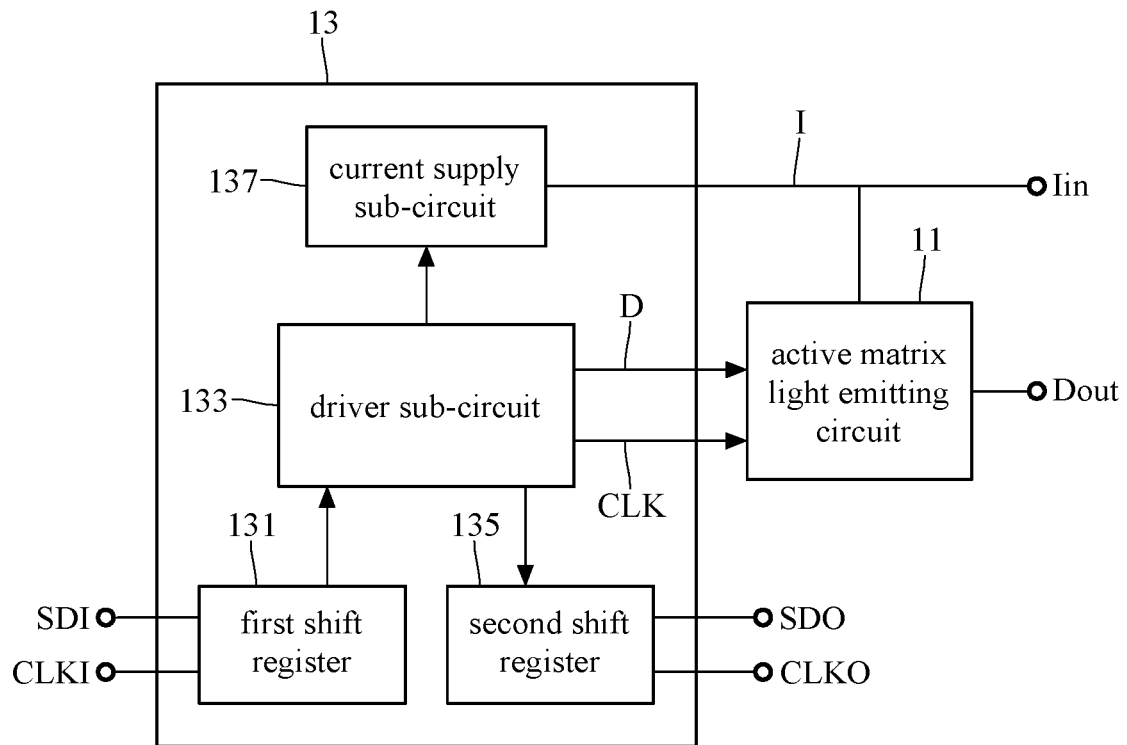 13
I
current supply
sub-circuit
137
Iin
11
D
active matrix
light emitting
circuit
Dout
133
driver sub-circuit
CLK
131
135
SDI
first shift
register
second shift
register
SDO
CLKI
CLKO